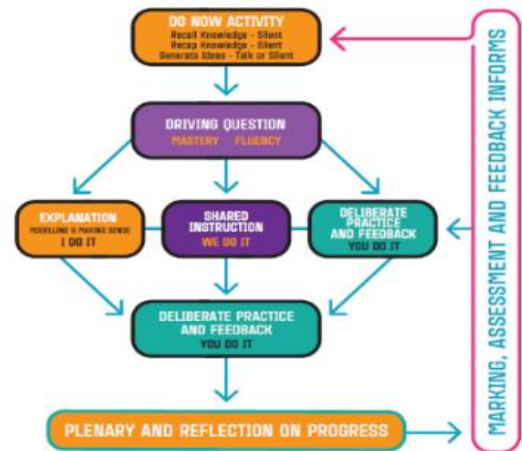 DO NOW ACTIVITY
Recall Knowledge - Silent
Recap Knowledge - Silent
Generate Ideas - Talk or Silent
DRIVING QUESTION
MASTERY FLUENCY
EXPLANATION
MODELLING & MAKING SENSE
I DO IT
SHARED
INSTRUCTION
WE DO IT
DELIBERATE
PRACTICE
AND FEEDBACK
YOU DO IT
DELIBERATE PRACTICE
AND FEEDBACK
YOU DO IT
PLENARY AND REFLECTION ON PROGRESS
MARKING, ASSESSMENT AND FEEDBACK INFORMS